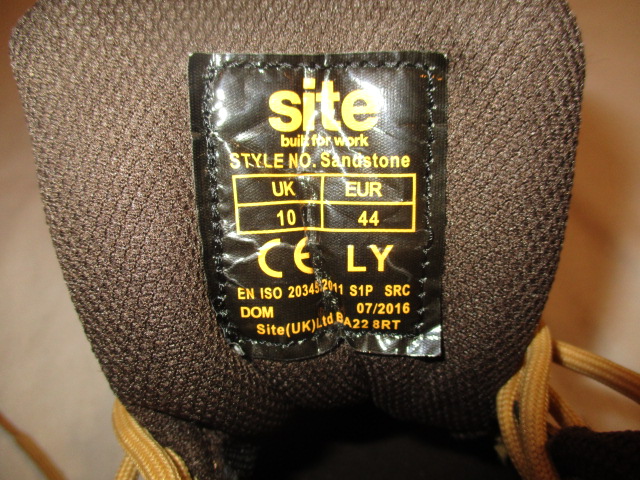 site
built for work
STYLE NO. Sandstone
UK EUR
10 44
CE LY
EN ISO 20345:2011 S1P SRC
DOM 07/2016
Site(UK)Ltd BA22 8RT